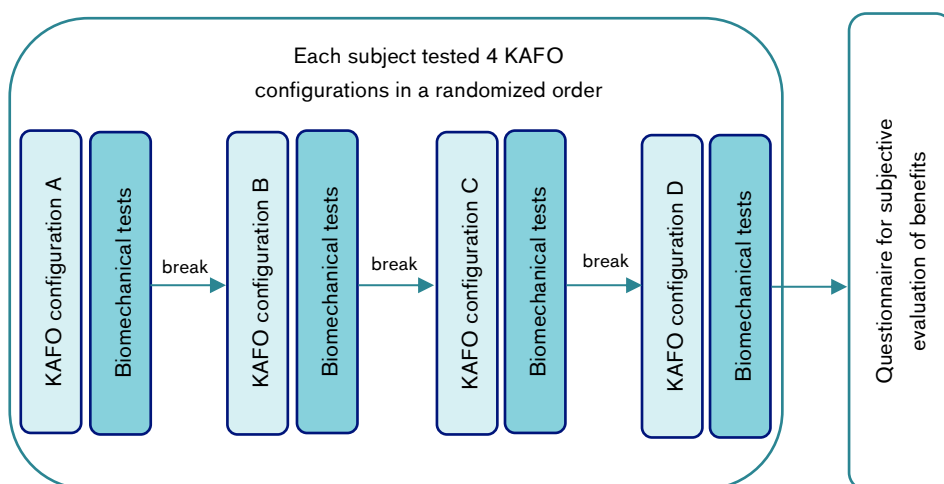 Each subject tested 4 KAFO
configurations in a randomized order
KAFO configuration A
Biomechanical tests
break
KAFO configuration B
Biomechanical tests
break
KAFO configuration C
Biomechanical tests
break
KAFO configuration D
Biomechanical tests
Questionnaire for subjective
evaluation of benefits